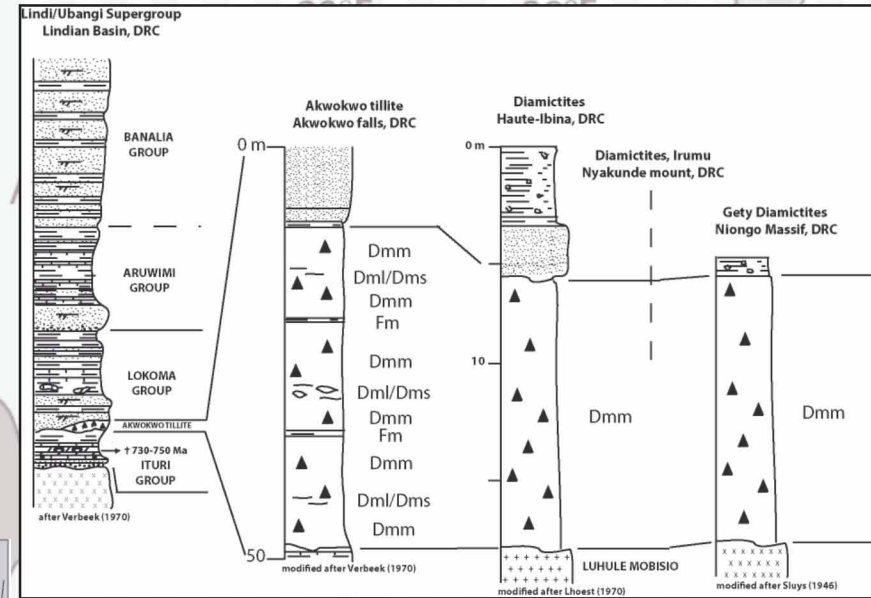 Lindi/Ubangi Supergroup
Lindian Basin, DRC
BANALIA
GROUP
ARUWIMI
GROUP
LOKOMA
GROUP
AKWOKWO TILLITE
† 730-750 Ma
ITURI
GROUP
after Verbeek (1970)
Akwokwo tillite
Akwokwo falls, DRC
0 m
Dmm
Dml/Dms
Dmm
Fm
Dmm
Dml/Dms
Dmm
Fm
Dmm
Dml/Dms
Dmm
50
modified after Verbeek (1970)
Diamictites
Haute-Ibina, DRC
0 m
10
Dmm
LUHULE MOBISIO
modified after Lhoest (1970)
Diamictites, Irumu
Nyakunde mount, DRC
Gety Diamictites
Niongo Massif, DRC
Dmm
modified after Sluys (1946)